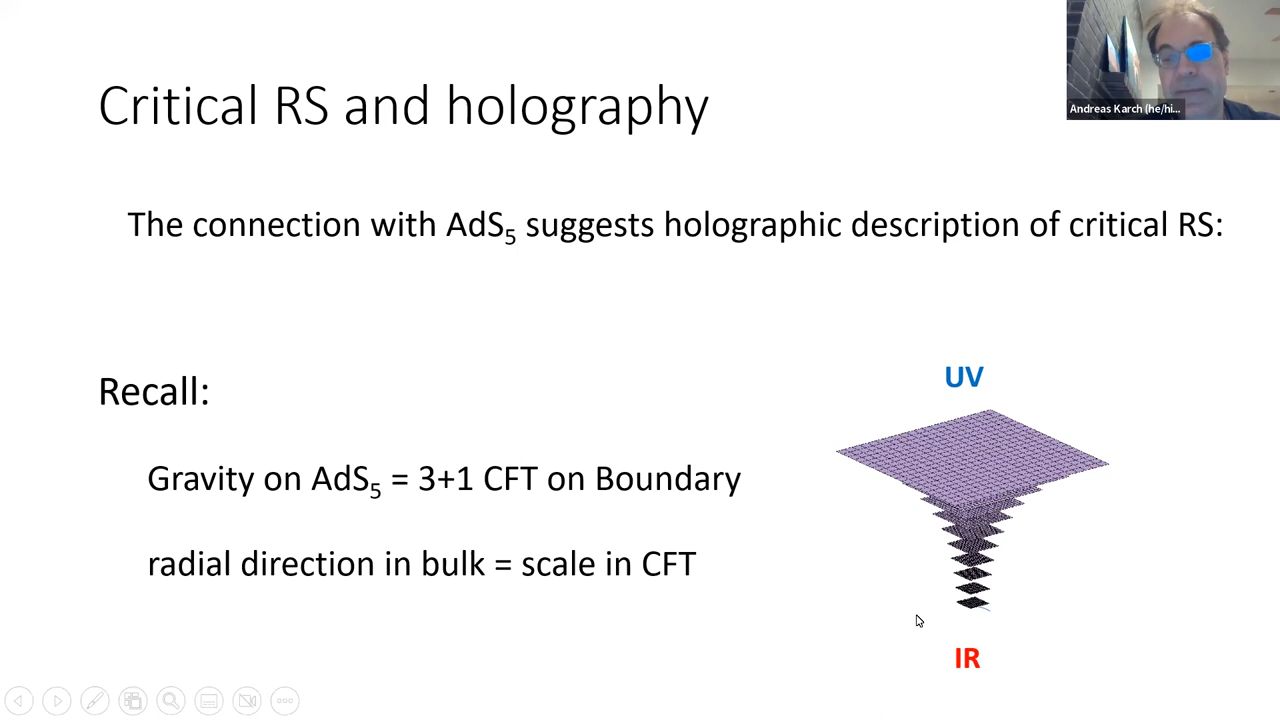 Critical RS and holography
Andreas Karch (he/hi...
The connection with AdS5 suggests holographic description of critical RS:
Recall:
UV
Gravity on AdS5 = 3+1 CFT on Boundary
radial direction in bulk = scale in CFT
IR